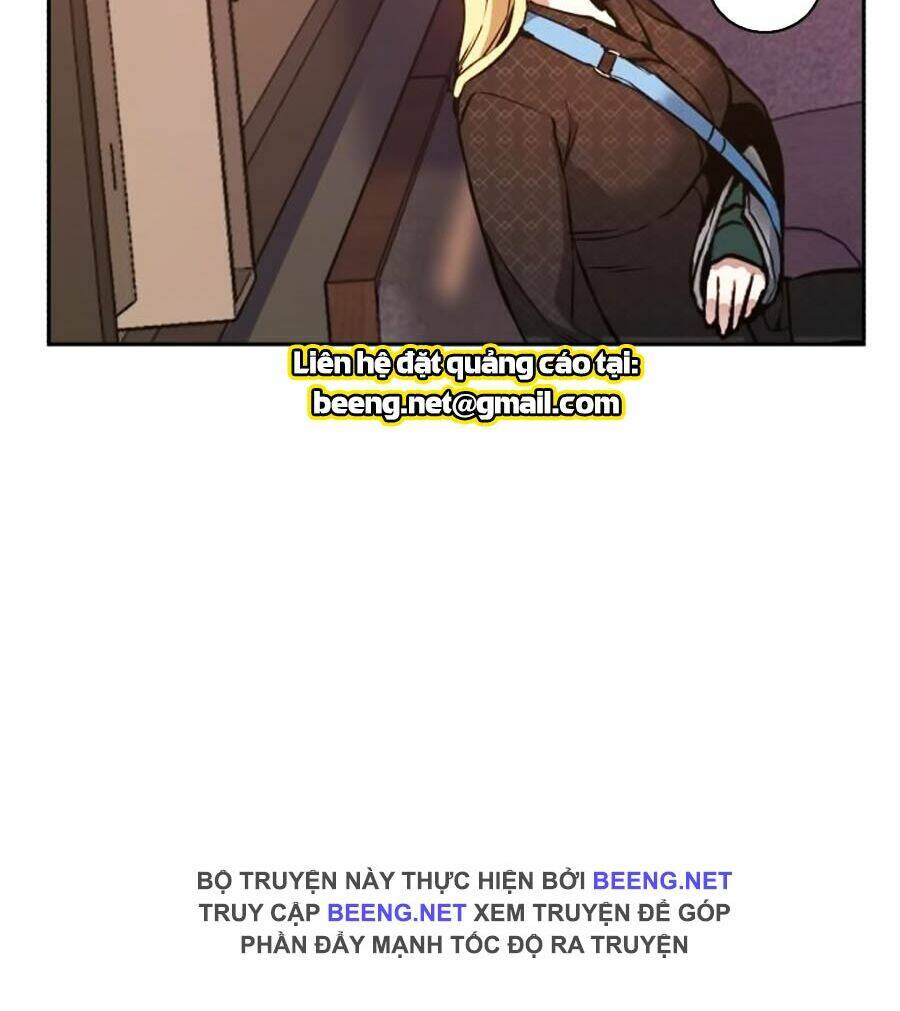 Liên hệ đặt quảng cáo tại:
beeng.net@gmail.com
BỘ TRUYỆN NÀY THỰC HIỆN BỞI BEENG.NET
TRUY CẬP BEENG.NET XEM TRUYỆN ĐỂ GÓP
PHẦN ĐẨY MẠNH TỐC ĐỘ RA TRUYỆN